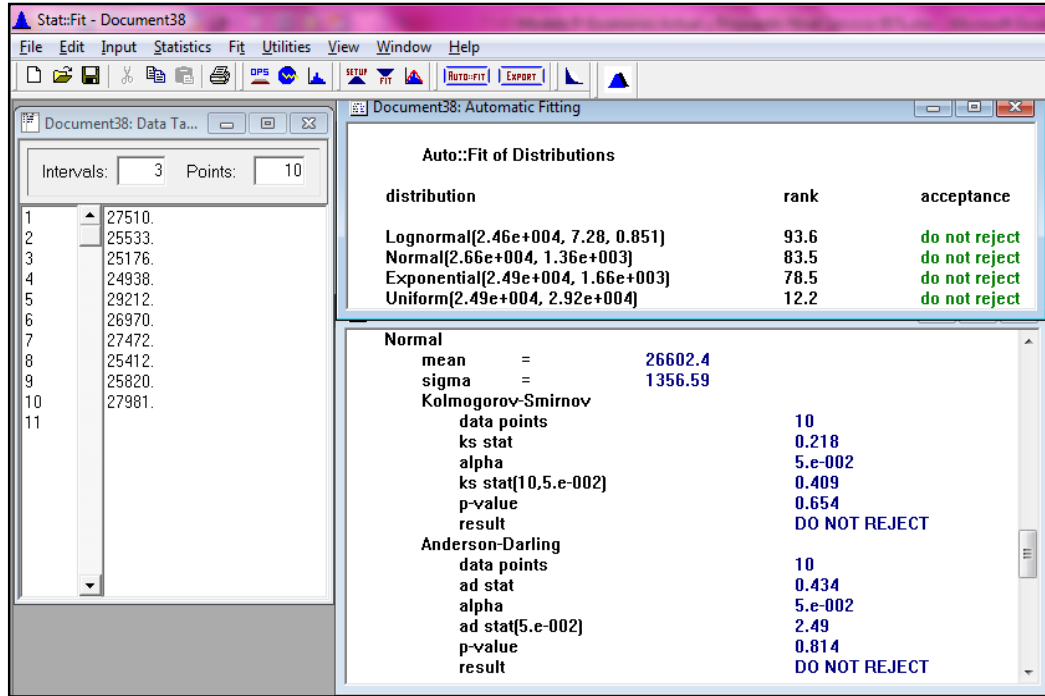 Stat::Fit - Document38
File Edit Input Statistics Fit Utilities View Window Help
OPS SETUP FIT AUTO::FIT EXPORT
Document38: Data Ta...
Intervals: 3 Points: 10
1 27510.
2 25533.
3 25176.
4 24938.
5 29212.
6 26970.
7 27472.
8 25412.
9 25820.
10 27981.
11
Document38: Automatic Fitting
Auto::Fit of Distributions
distribution rank acceptance
Lognormal(2.46e+004, 7.28, 0.851) 93.6 do not reject
Normal(2.66e+004, 1.36e+003) 83.5 do not reject
Exponential(2.49e+004, 1.66e+003) 78.5 do not reject
Uniform(2.49e+004, 2.92e+004) 12.2 do not reject
Normal
mean = 26602.4
sigma = 1356.59
Kolmogorov-Smirnov
data points 10
ks stat 0.218
alpha 5.e-002
ks stat(10,5.e-002) 0.409
p-value 0.654
result DO NOT REJECT
Anderson-Darling
data points 10
ad stat 0.434
alpha 5.e-002
ad stat(5.e-002) 2.49
p-value 0.814
result DO NOT REJECT